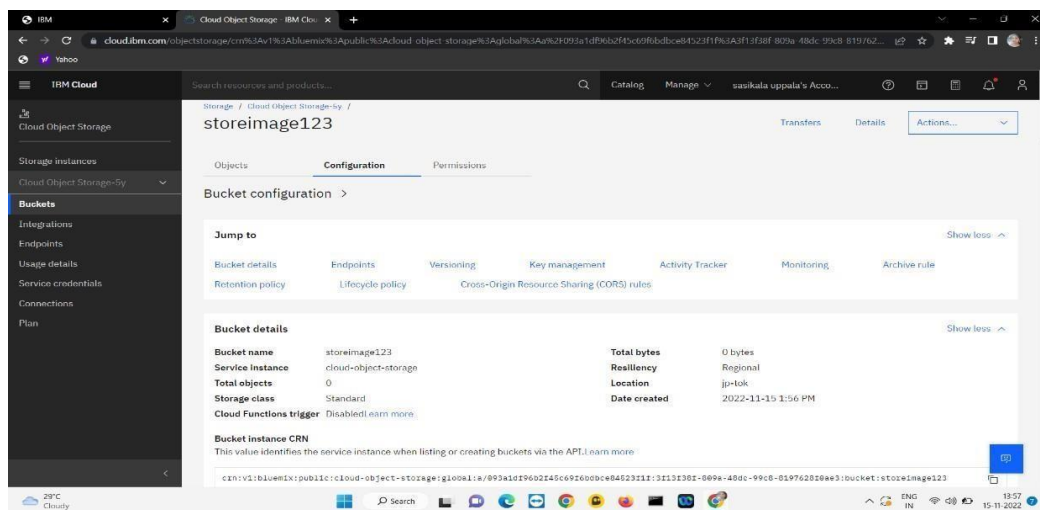 IBM
Cloud Object Storage - IBM Clou
cloud.ibm.com/objectstorage/crn%3Av1%3Abluemix%3Apublic%3Acloud-object-storage%3Aglobal%3Aa%2F093a1df96b2f45c69f6bdbce84523f1f%3A3f13f38f-809a-48dc-99c8-819762...
Yahoo
IBM Cloud
Search resources and products...
Catalog
Manage
sasikala uppala's Acco...
Cloud Object Storage
Storage instances
Cloud Object Storage-5y
Buckets
Integrations
Endpoints
Usage details
Service credentials
Connections
Plan
Storage / Cloud Object Storage-5y /
storeimage123
Transfers
Details
Actions...
Objects
Configuration
Permissions
Bucket configuration >
Jump to
Show less
Bucket details
Endpoints
Versioning
Key management
Activity Tracker
Monitoring
Archive rule
Retention policy
Lifecycle policy
Cross-Origin Resource Sharing (CORS) rules
Bucket details
Show less
Bucket name storeimage123
Service instance cloud-object-storage
Total objects 0
Storage class Standard
Cloud Functions trigger DisabledLearn more
Total bytes 0 bytes
Resiliency Regional
Location jp-tok
Date created 2022-11-15 1:56 PM
Bucket instance CRN
This value identifies the service instance when listing or creating buckets via the API.Learn more
crn:v1:bluemix:public:cloud-object-storage:global:a/093a1df96b2f45c69f6bdbce84523f1f:3f13f38f-809a-48dc-99c8-819762810ae3:bucket:storeimage123
29°C
Cloudy
Search
ENG
IN
13:57
15-11-2022